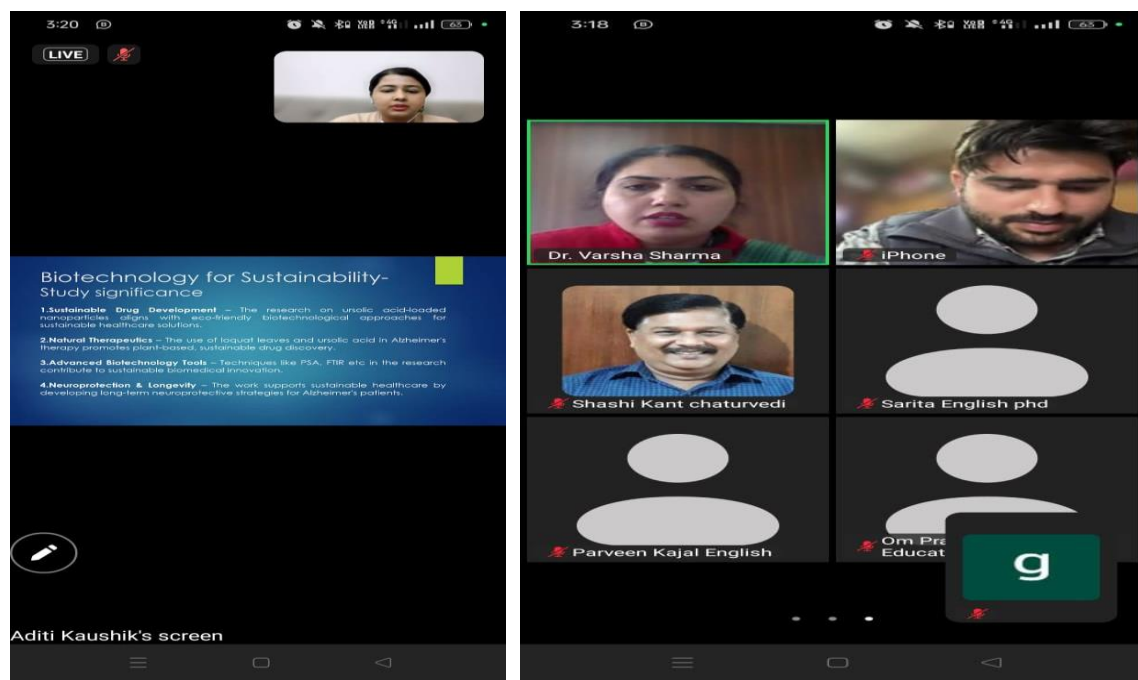 3:20
63
LIVE
Biotechnology for Sustainability-
Study significance
1.Sustainable Drug Development – The research on ursolic acid-loaded
nanoparticles aligns with eco-friendly biotechnological approaches for
sustainable healthcare solutions.
2.Natural Therapeutics – The use of loquat leaves and ursolic acid in Alzheimer's
therapy promotes plant-based, sustainable drug discovery.
3.Advanced Biotechnology Tools – Techniques like PSA, FTIR etc in the research
contribute to sustainable biomedical innovation.
4.Neuroprotection & Longevity – The work supports sustainable healthcare by
developing long-term neuroprotective strategies for Alzheimer's patients.
Aditi Kaushik's screen
3:18
63
Dr. Varsha Sharma
iPhone
Shashi Kant chaturvedi
Sarita English phd
Parveen Kajal English
Om Pra
Educat
g